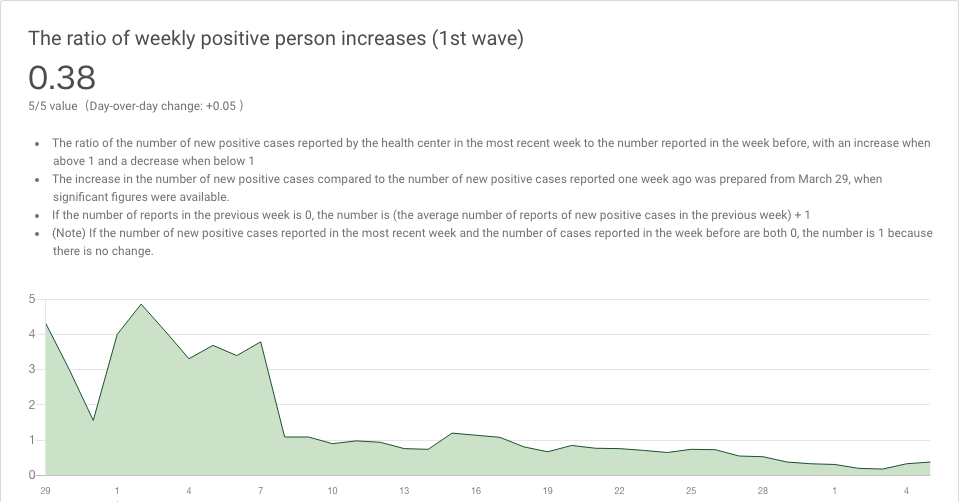 The ratio of weekly positive person increases (1st wave)
0.38
5/5 value （Day-over-day change: +0.05 ）
• The ratio of the number of new positive cases reported by the health center in the most recent week to the number reported in the week before, with an increase when
above 1 and a decrease when below 1
• The increase in the number of new positive cases compared to the number of new positive cases reported one week ago was prepared from March 29, when
significant figures were available.
• If the number of reports in the previous week is 0, the number is (the average number of reports of new positive cases in the previous week) + 1
• (Note) If the number of new positive cases reported in the most recent week and the number of cases reported in the week before are both 0, the number is 1 because
there is no change.
5
4
3
2
1
0
29 1 4 7 10 13 16 19 22 25 28 1 4